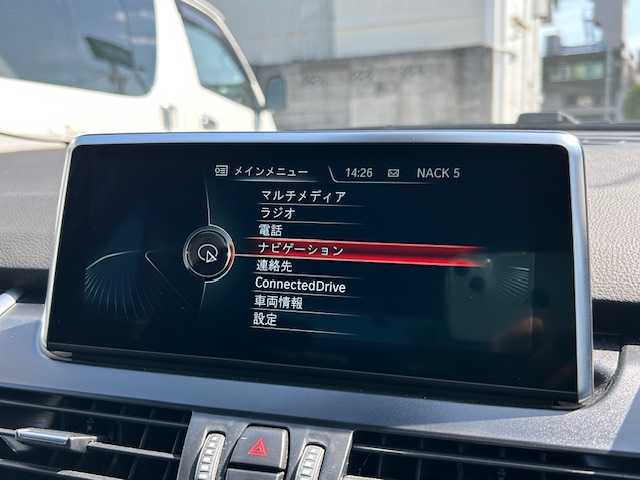 メインメニュー 14:26 NACK 5
マルチメディア
ラジオ
電話
ナビゲーション
連絡先
ConnectedDrive
車両情報
設定